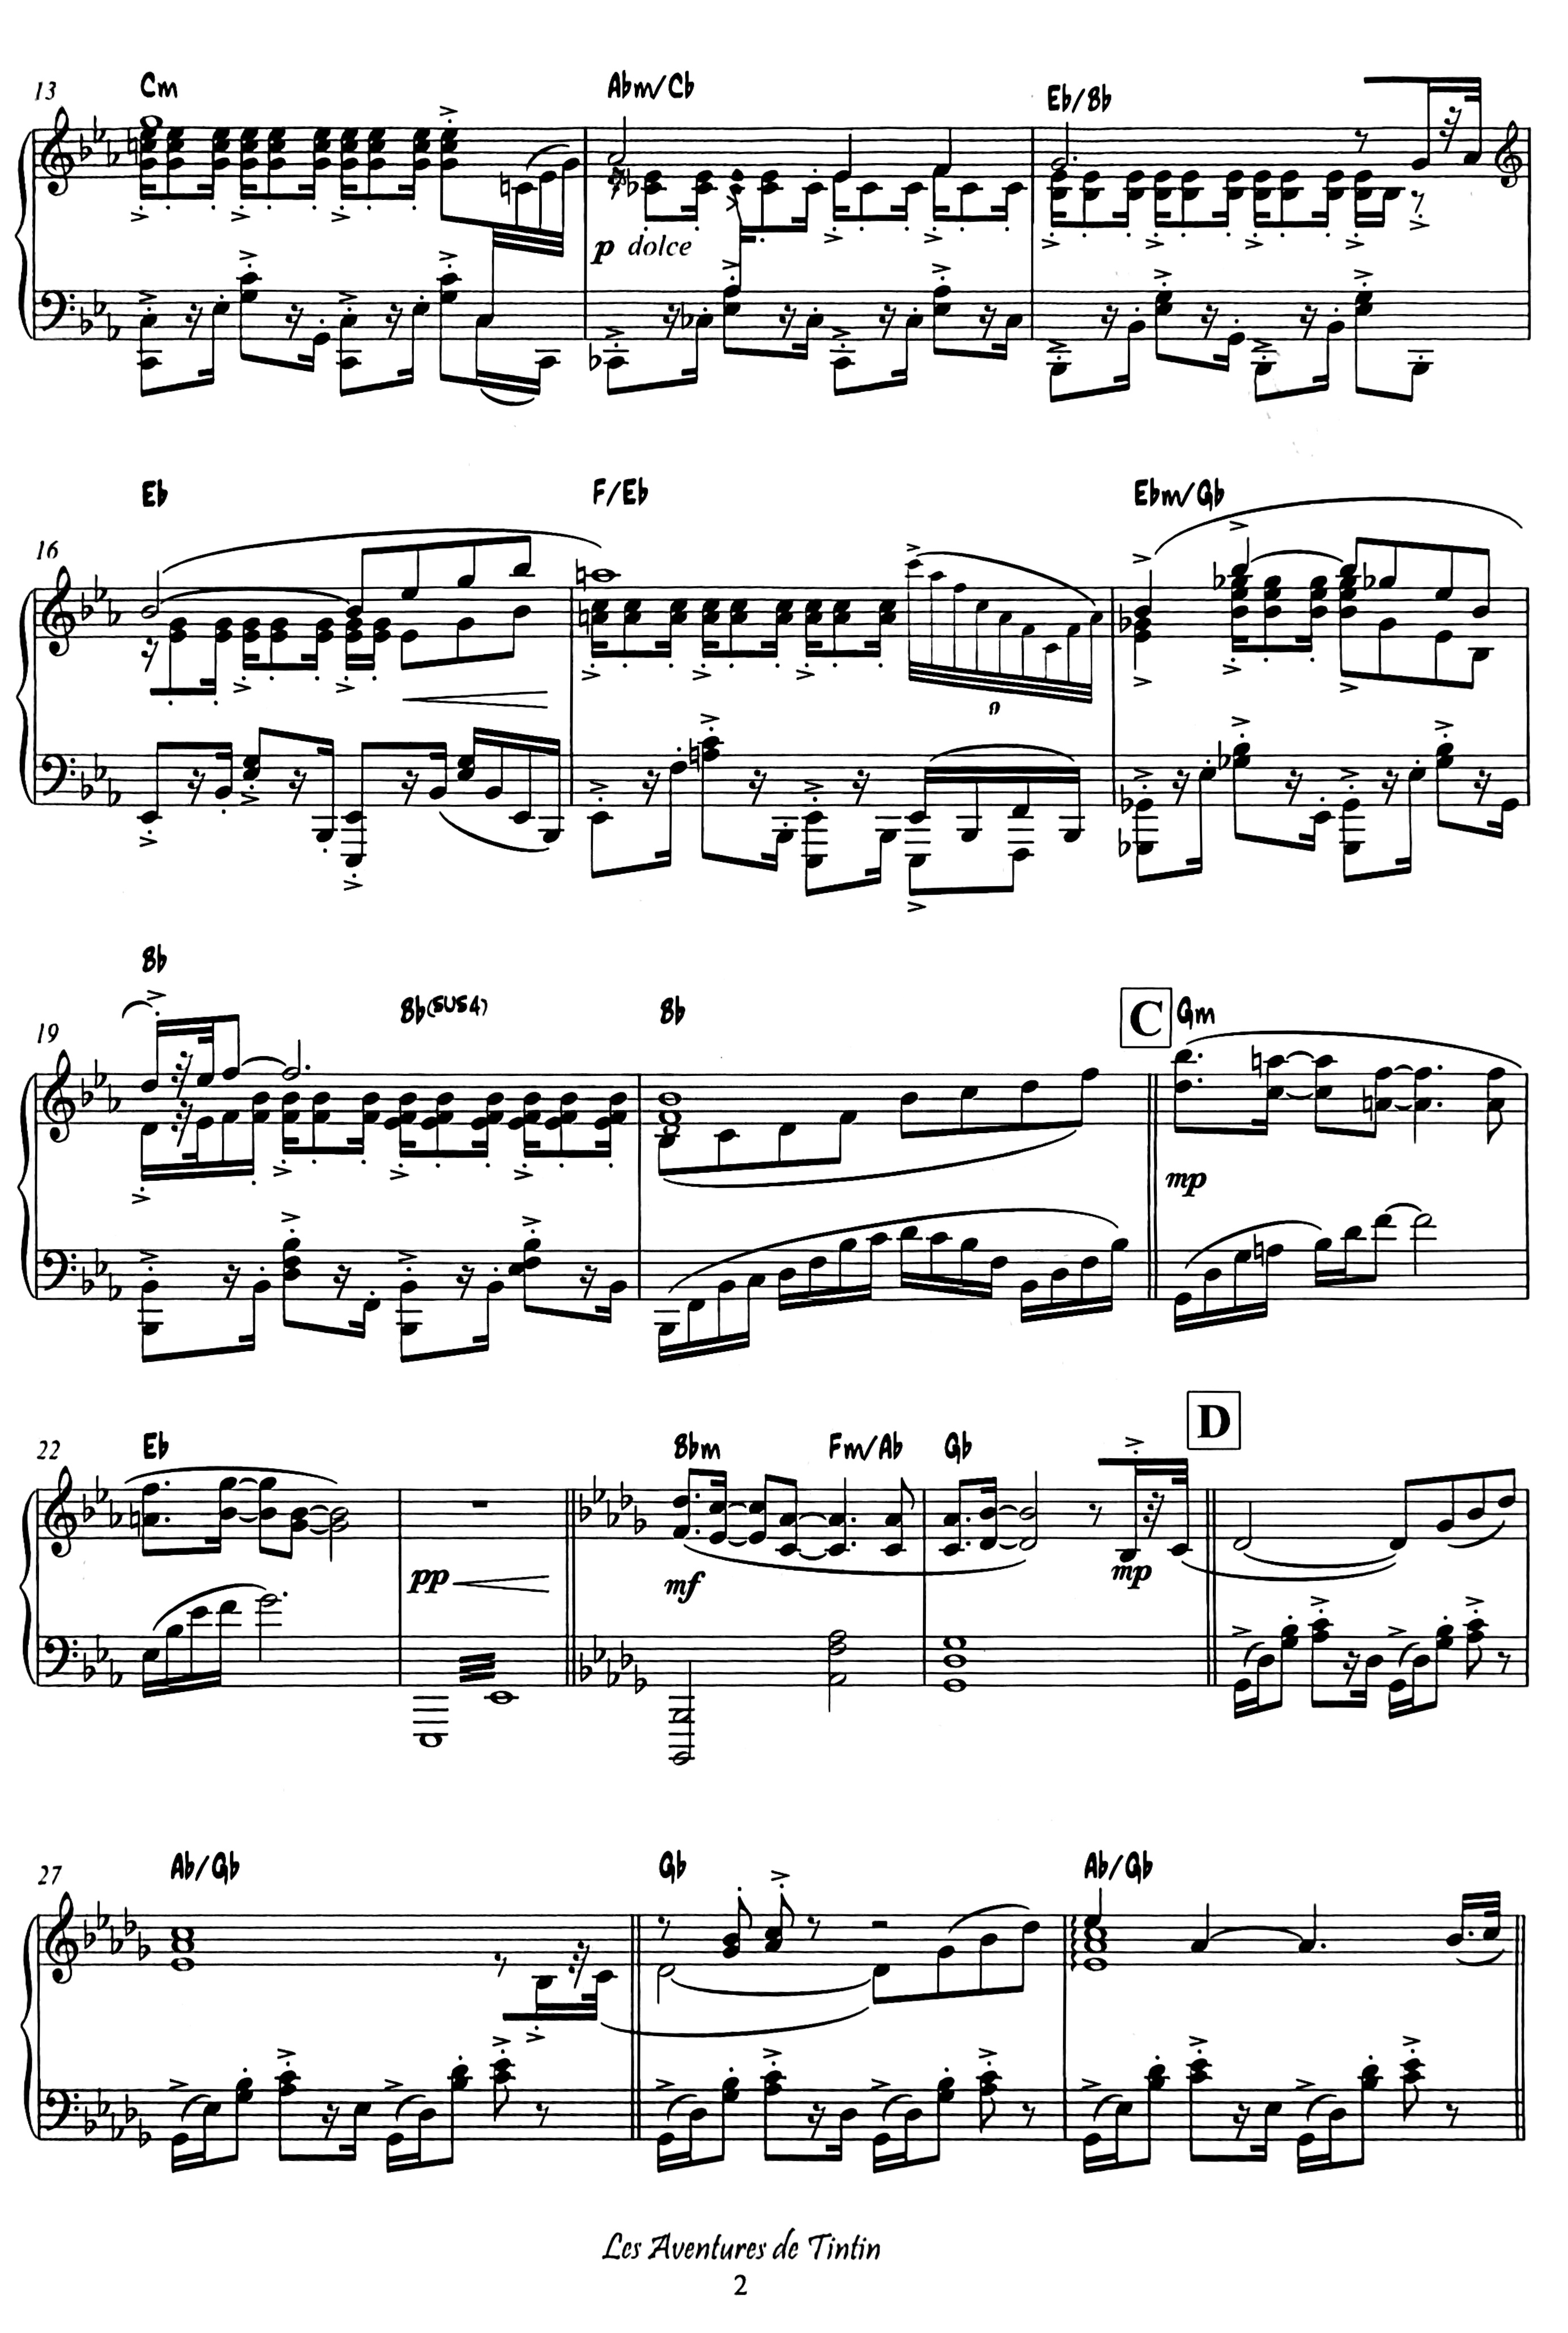 13 Cm Abm/Cb Eb/Bb
p dolce
Eb F/Eb Ebm/Gb
16
9
Bb
19 Bb(SUS4) Bb C Gm
mp
D
22 Eb Bbm Fm/Ab Gb
pp mf mp
27 Ab/Gb Gb Ab/Gb
Les Aventures de Tintin
2